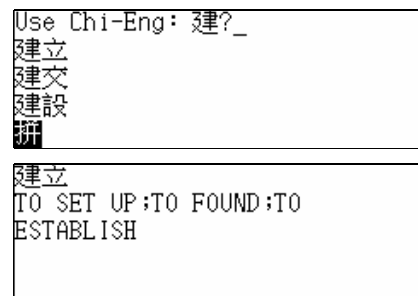 Use Chi-Eng: 建?_
建立
建交
建設
拼
建立
TO SET UP;TO FOUND;TO
ESTABLISH